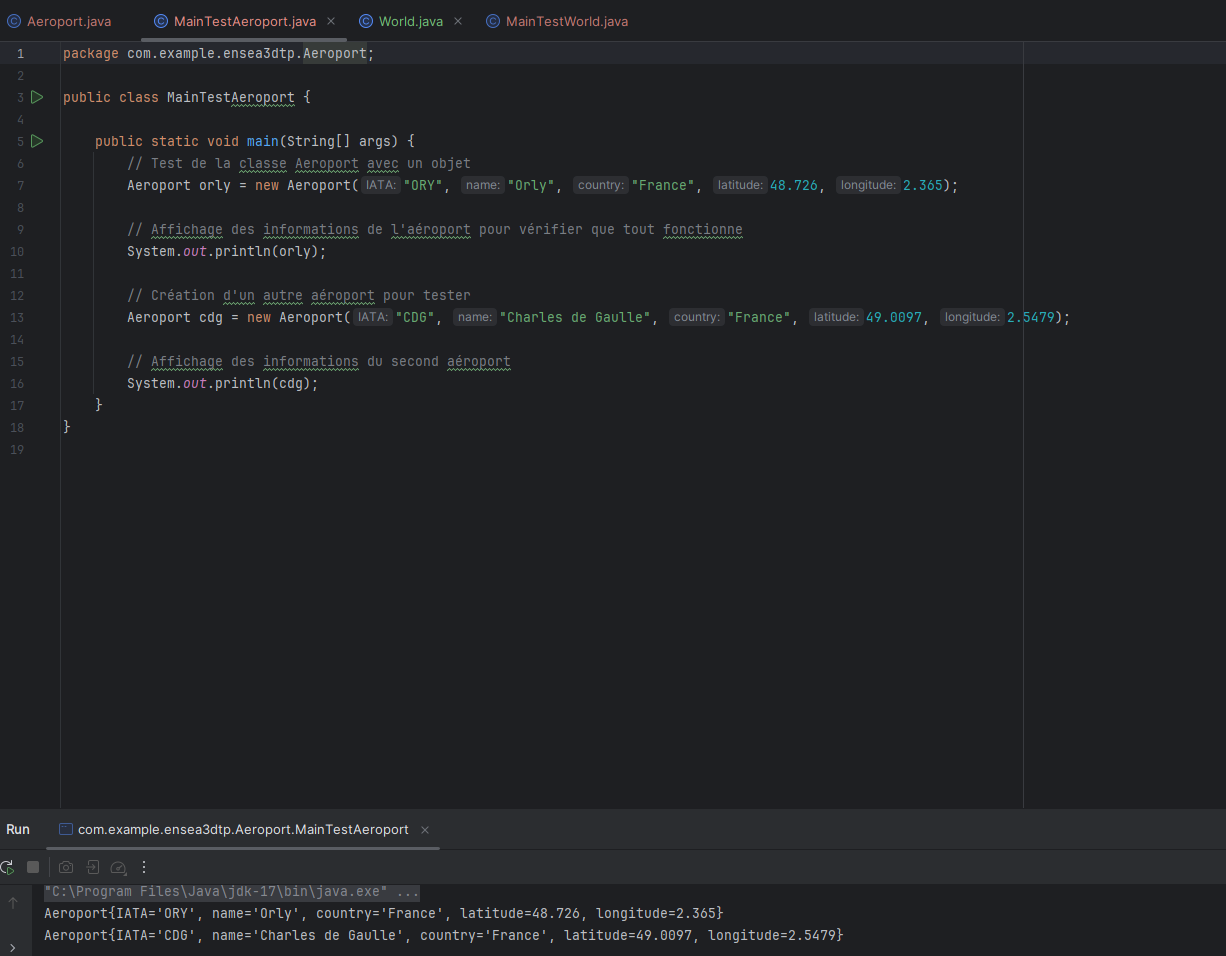 Aeroport.java MainTestAeroport.java World.java MainTestWorld.java
1 package com.example.ensea3dtp.Aeroport;
2
3 public class MainTestAeroport {
4
5 public static void main(String[] args) {
6 // Test de la classe Aeroport avec un objet
7 Aeroport orly = new Aeroport( IATA: "ORY", name: "Orly", country: "France", latitude: 48.726, longitude: 2.365);
8
9 // Affichage des informations de l'aéroport pour vérifier que tout fonctionne
10 System.out.println(orly);
11
12 // Création d'un autre aéroport pour tester
13 Aeroport cdg = new Aeroport( IATA: "CDG", name: "Charles de Gaulle", country: "France", latitude: 49.0097, longitude: 2.5479);
14
15 // Affichage des informations du second aéroport
16 System.out.println(cdg);
17 }
18 }
19
Run com.example.ensea3dtp.Aeroport.MainTestAeroport
"C:\Program Files\Java\jdk-17\bin\java.exe" ...
Aeroport{IATA='ORY', name='Orly', country='France', latitude=48.726, longitude=2.365}
Aeroport{IATA='CDG', name='Charles de Gaulle', country='France', latitude=49.0097, longitude=2.5479}